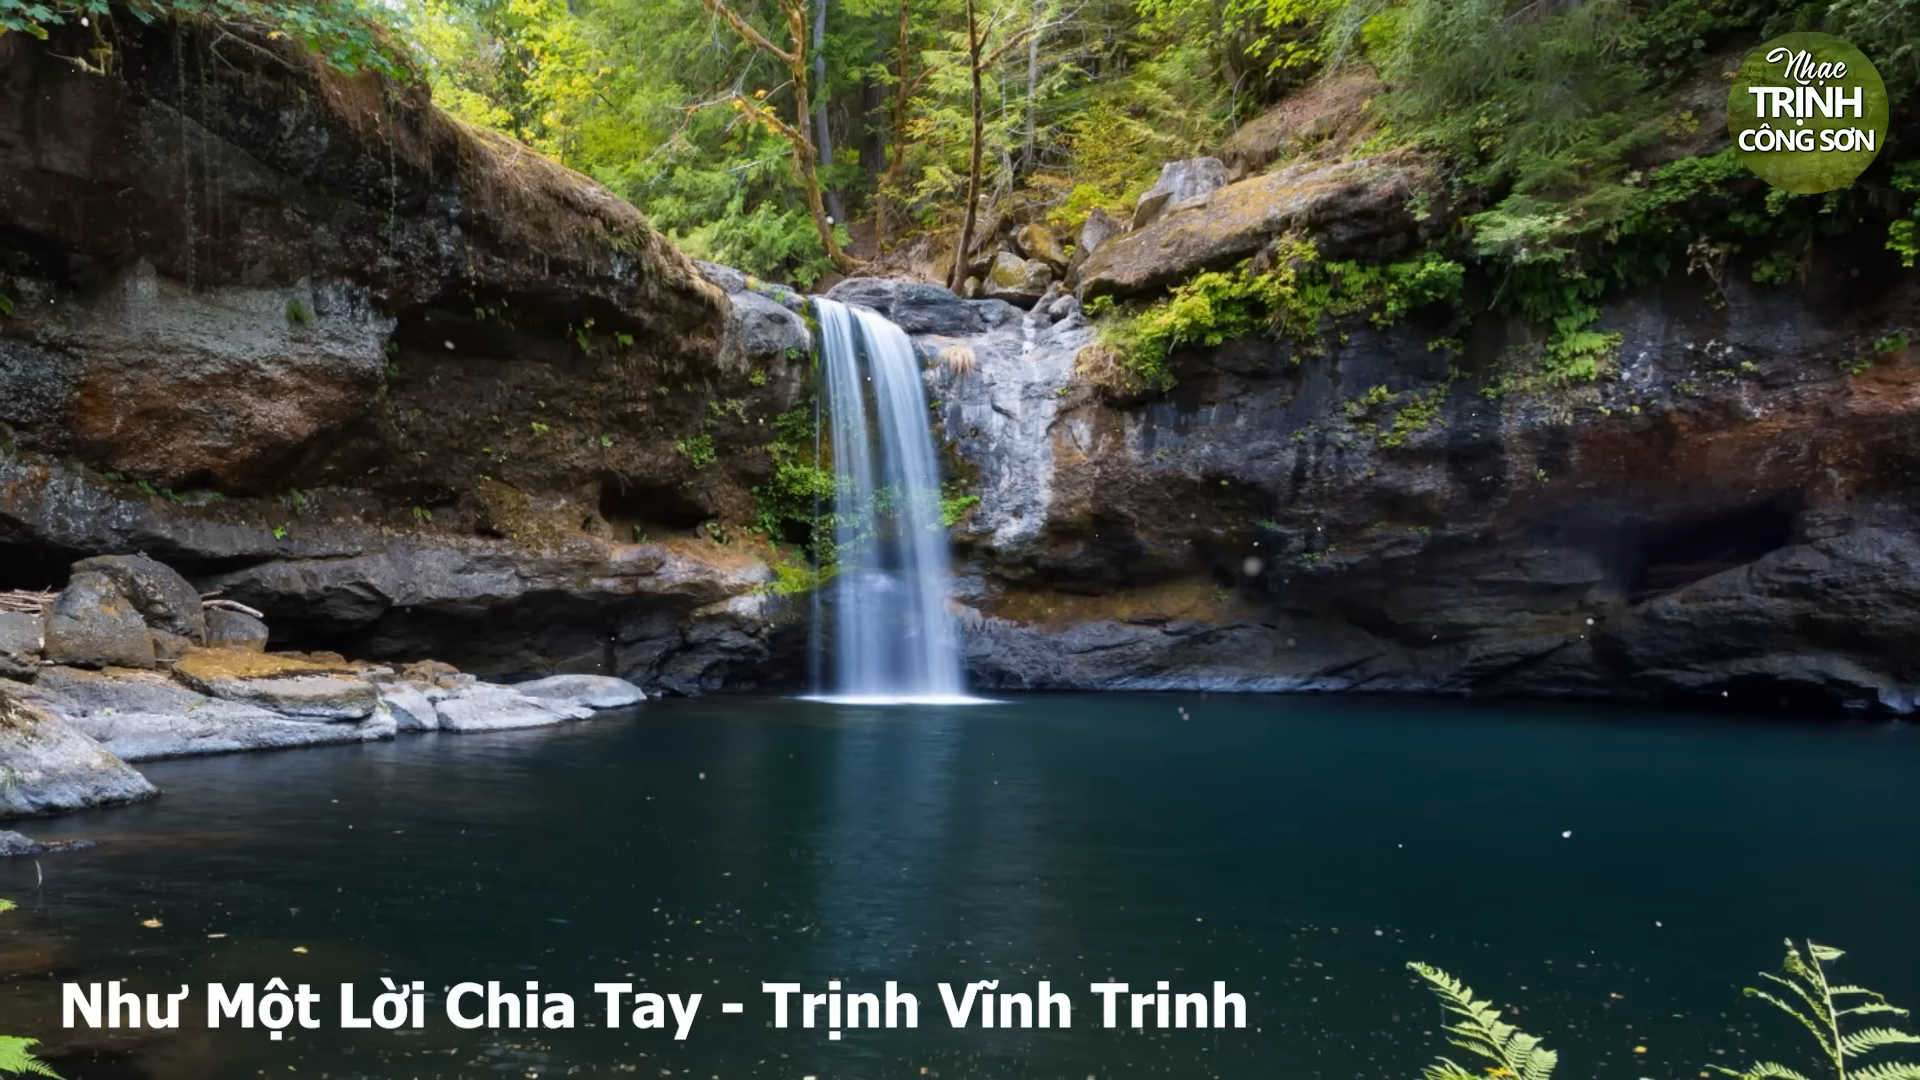 Nhạc
TRỊNH
CÔNG SƠN
Như Một Lời Chia Tay - Trịnh Vĩnh Trinh